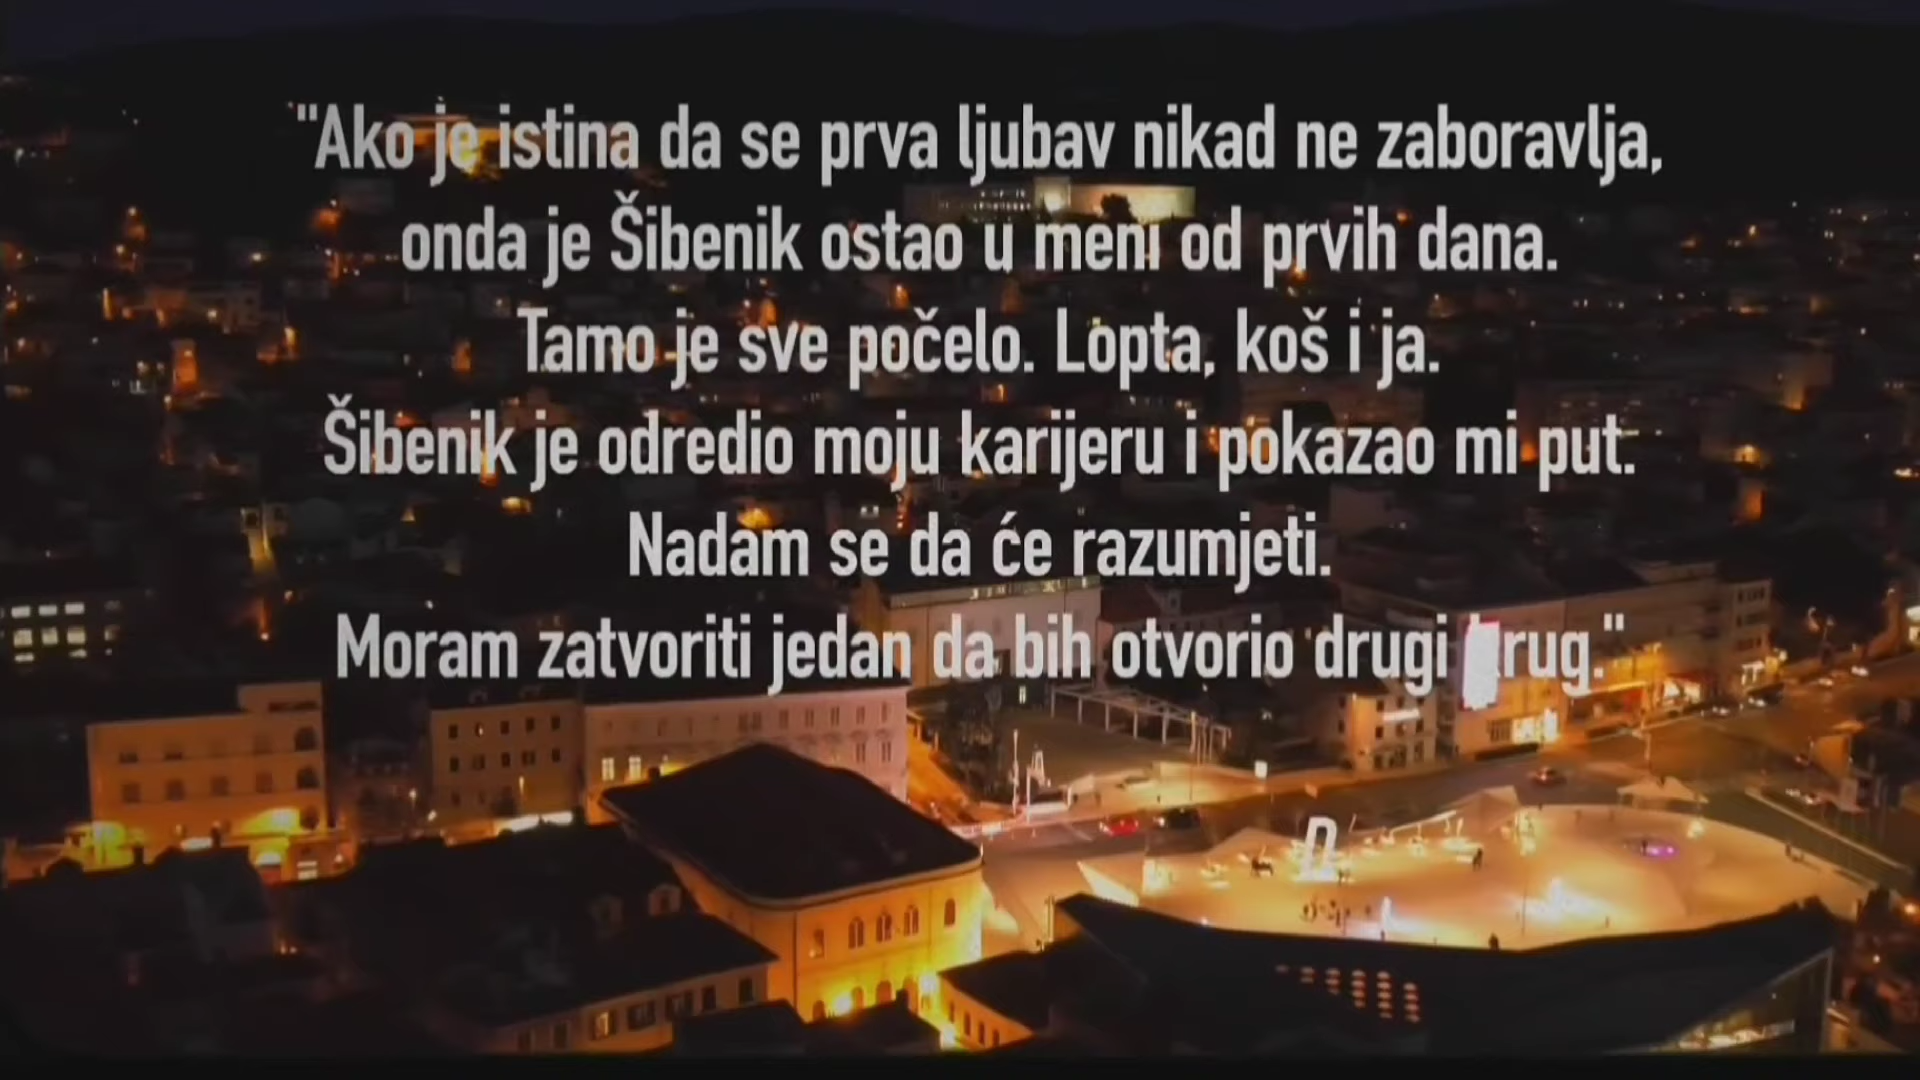 "Ako je istina da se prva ljubav nikad ne zaboravlja,
onda je Šibenik ostao u meni od prvih dana.
Tamo je sve počelo. Lopta, koš i ja.
Šibenik je odredio moju karijeru i pokazao mi put.
Nadam se da će razumjeti.
Moram zatvoriti jedan da bih otvorio drugi krug."